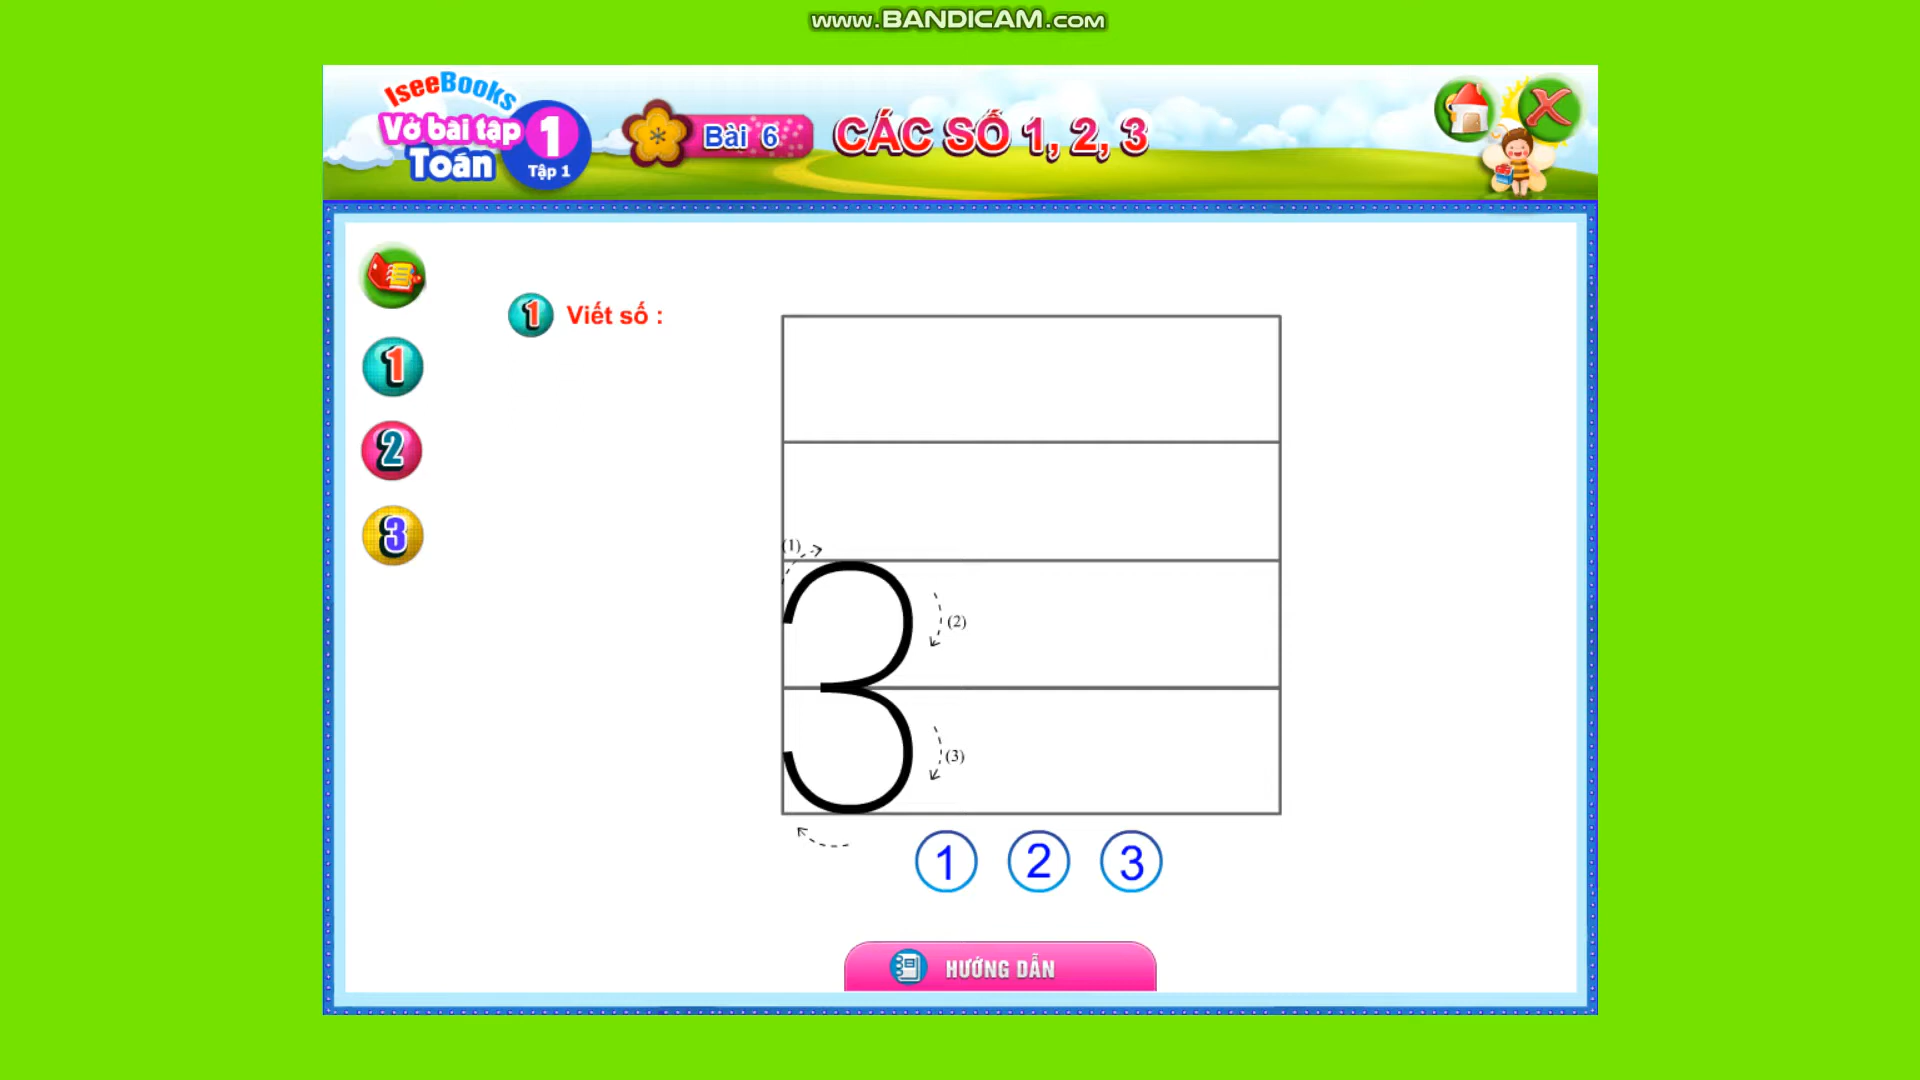 www.BANDICAM.com
IseeBooks
Vở bài tập
Toán
1
Tập 1
Bài 6
CÁC SỐ 1, 2, 3
1
2
3
1 Viết số :
(1)
(2)
(3)
3
1 2 3
HƯỚNG DẪN